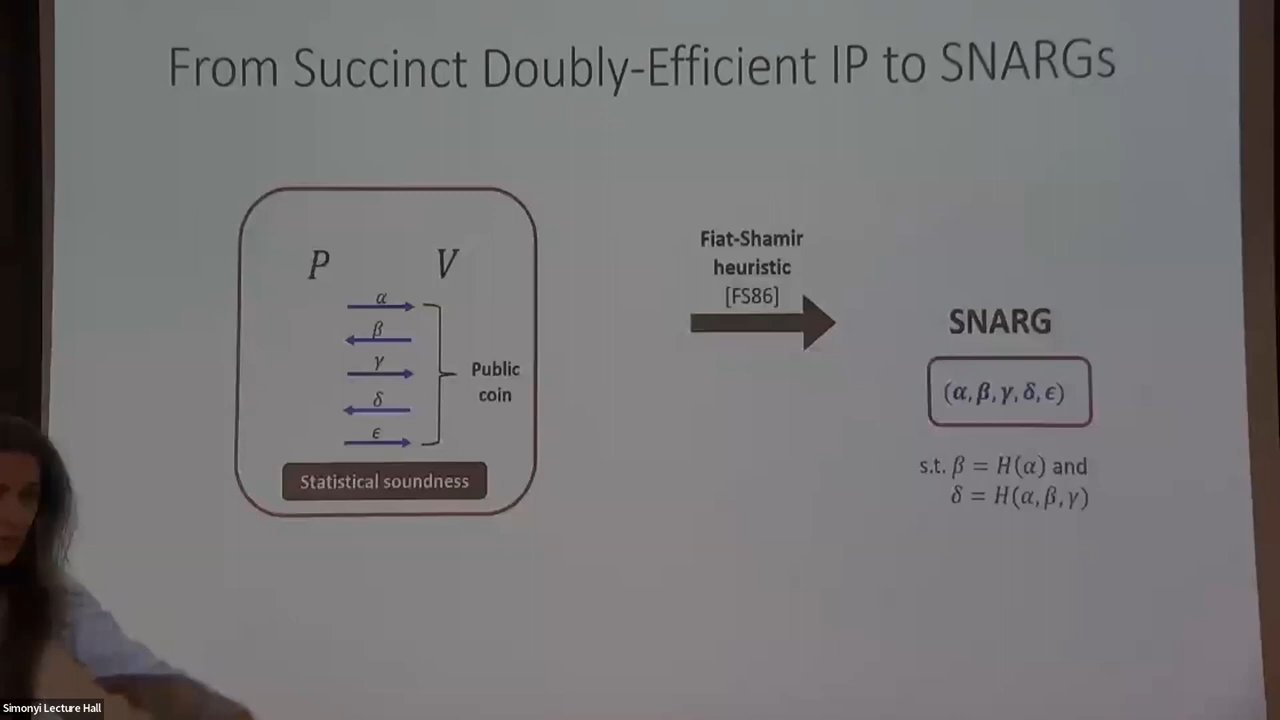 From Succinct Doubly-Efficient IP to SNARGs
P V
α
β
γ
δ
ϵ
Public
coin
Statistical soundness
Fiat-Shamir
heuristic
[FS86]
SNARG
(α, β, γ, δ, ϵ)
s.t. β = H(α) and
δ = H(α, β, γ)
Simonyi Lecture Hall